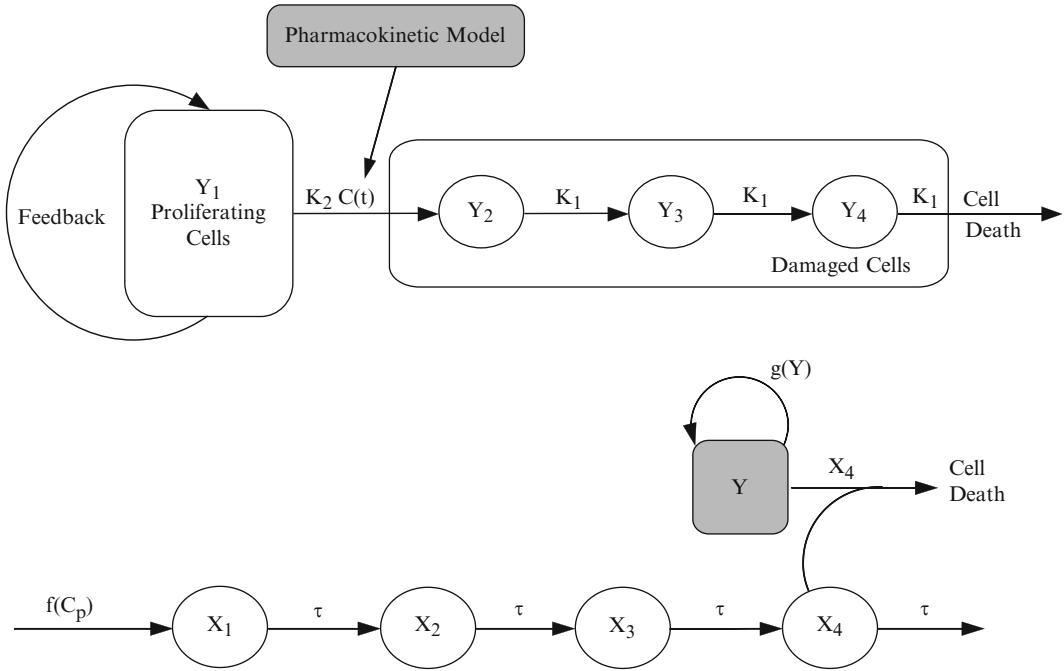 Pharmacokinetic Model
Feedback
Y₁
Proliferating
Cells
K₂ C(t)
Y₂
K₁
Y₃
K₁
Y₄
K₁
Cell
Death
Damaged Cells
g(Y)
Y
X₄
Cell
Death
f(Cₚ)
X₁
τ
X₂
τ
X₃
τ
X₄
τ